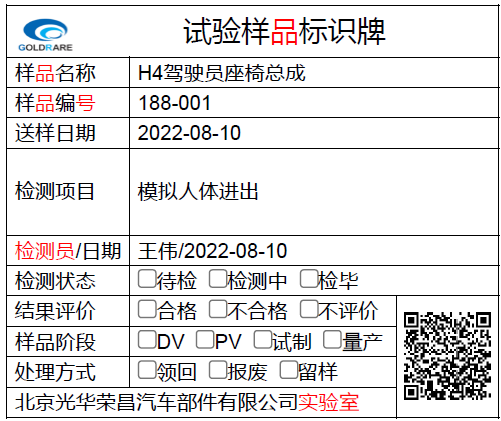 GOLDRARE
试验样品标识牌
样品名称 H4驾驶员座椅总成
样品编号 188-001
送样日期 2022-08-10
检测项目 模拟人体进出
检测员/日期 王伟/2022-08-10
检测状态 □待检 □检测中 □检毕
结果评价 □合格 □不合格 □不评价
样品阶段 □DV □PV □试制 □量产
处理方式 □领回 □报废 □留样
北京光华荣昌汽车部件有限公司实验室